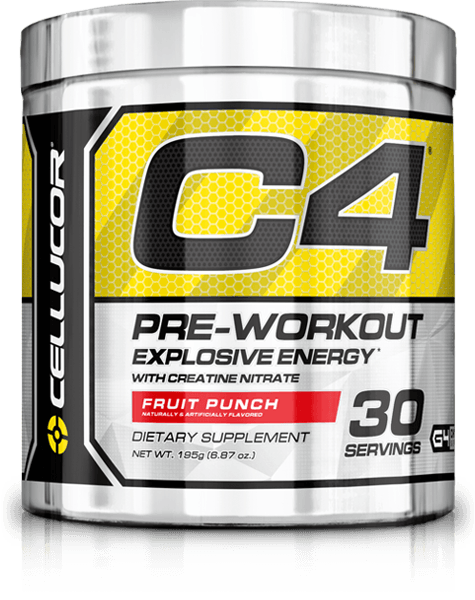 CELLUCOR®
C4®
PRE-WORKOUT
EXPLOSIVE ENERGY*
WITH CREATINE NITRATE
FRUIT PUNCH
NATURALLY & ARTIFICIALLY FLAVORED
30
SERVINGS
DIETARY SUPPLEMENT
NET WT. 195g (6.87 oz.)
G4